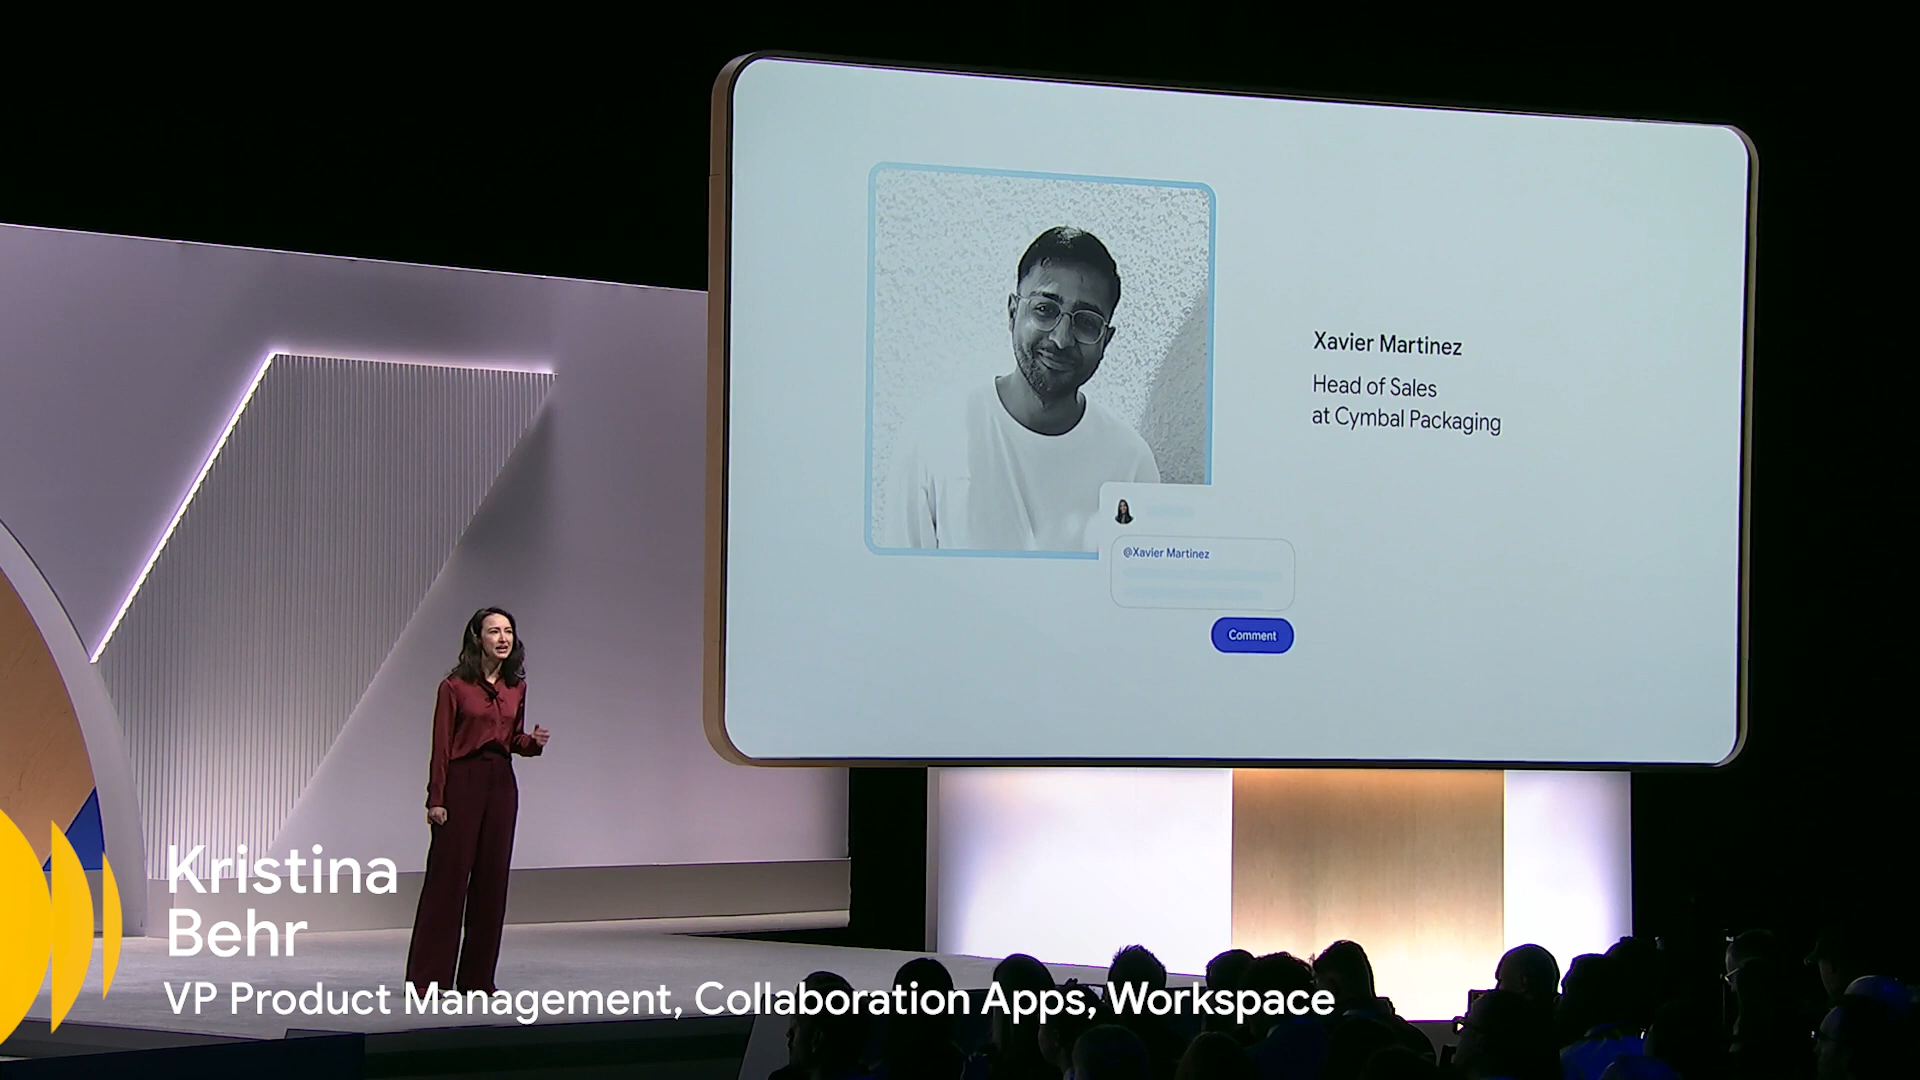 Xavier Martinez
Head of Sales
at Cymbal Packaging
@Xavier Martinez
Comment
Kristina
Behr
VP Product Management, Collaboration Apps, Workspace